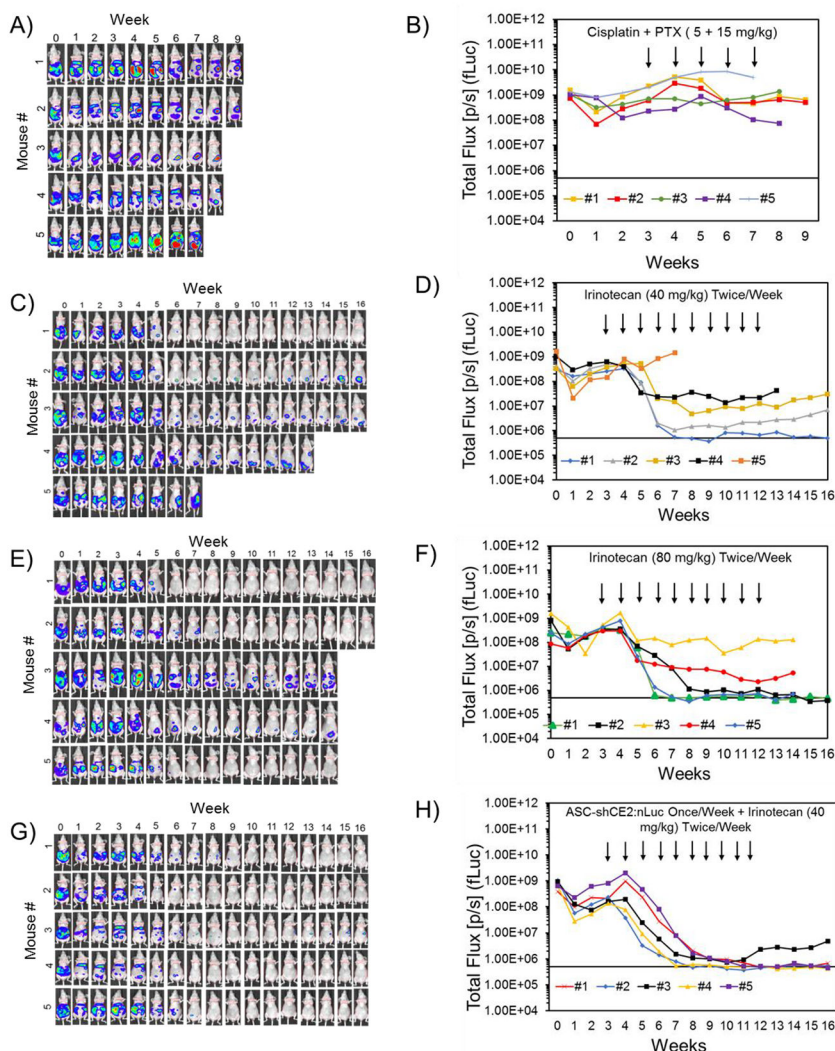 A)
Week
0 1 2 3 4 5 6 7 8 9
Mouse #
1
2
3
4
5
B)
Cisplatin + PTX ( 5 + 15 mg/kg)
Total Flux [p/s] (fLuc)
1.00E+12
1.00E+11
1.00E+10
1.00E+09
1.00E+08
1.00E+07
1.00E+06
1.00E+05
1.00E+04
#1 #2 #3 #4 #5
0 1 2 3 4 5 6 7 8 9
Weeks
C)
Week
0 1 2 3 4 5 6 7 8 9 10 11 12 13 14 15 16
Mouse #
1
2
3
4
5
D)
Irinotecan (40 mg/kg) Twice/Week
Total Flux [p/s] (fLuc)
1.00E+12
1.00E+11
1.00E+10
1.00E+09
1.00E+08
1.00E+07
1.00E+06
1.00E+05
1.00E+04
#1 #2 #3 #4 #5
0 1 2 3 4 5 6 7 8 9 10 11 12 13 14 15 16
Weeks
E)
Week
0 1 2 3 4 5 6 7 8 9 10 11 12 13 14 15 16
Mouse #
1
2
3
4
5
F)
Irinotecan (80 mg/kg) Twice/Week
Total Flux [p/s] (fLuc)
1.00E+12
1.00E+11
1.00E+10
1.00E+09
1.00E+08
1.00E+07
1.00E+06
1.00E+05
1.00E+04
#1 #2 #3 #4 #5
0 1 2 3 4 5 6 7 8 9 10 11 12 13 14 15 16
Weeks
G)
Week
0 1 2 3 4 5 6 7 8 9 10 11 12 13 14 15 16
Mouse #
1
2
3
4
5
H)
ASC-shCE2:nLuc Once/Week + Irinotecan (40
mg/kg) Twice/Week
Total Flux [p/s] (fLuc)
1.00E+12
1.00E+11
1.00E+10
1.00E+09
1.00E+08
1.00E+07
1.00E+06
1.00E+05
1.00E+04
#1 #2 #3 #4 #5
0 1 2 3 4 5 6 7 8 9 10 11 12 13 14 15 16
Weeks